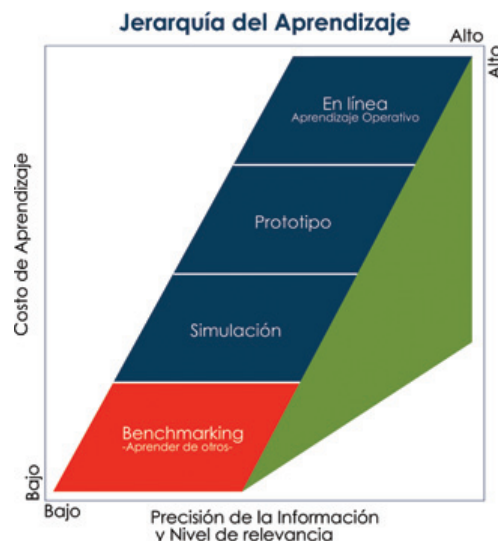 Jerarquía del Aprendizaje
Alto
Alto
En línea
Aprendizaje Operativo
Prototipo
Costo de Aprendizaje
Simulación
Benchmarking
-Aprender de otros-
Bajo
Bajo
Precisión de la Información
y Nivel de relevancia